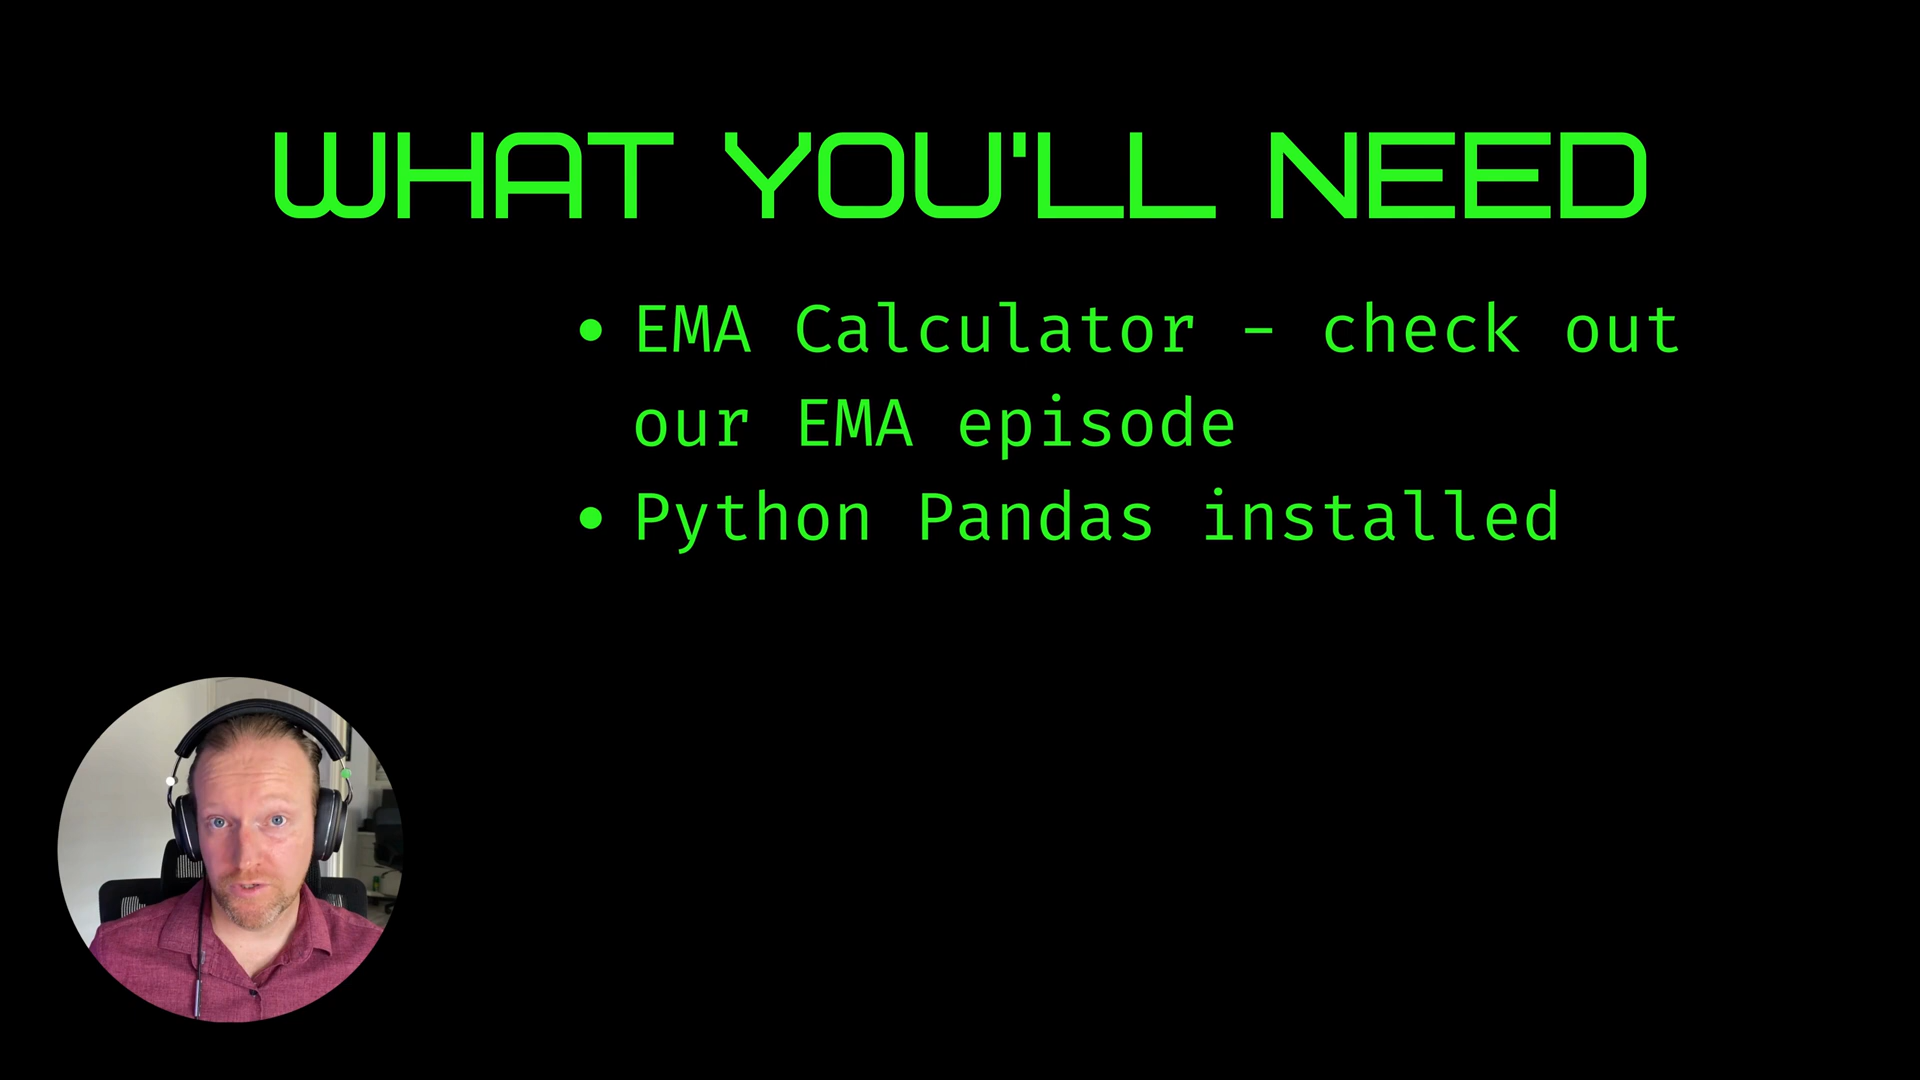 WHAT YOU'LL NEED
• EMA Calculator - check out
our EMA episode
• Python Pandas installed